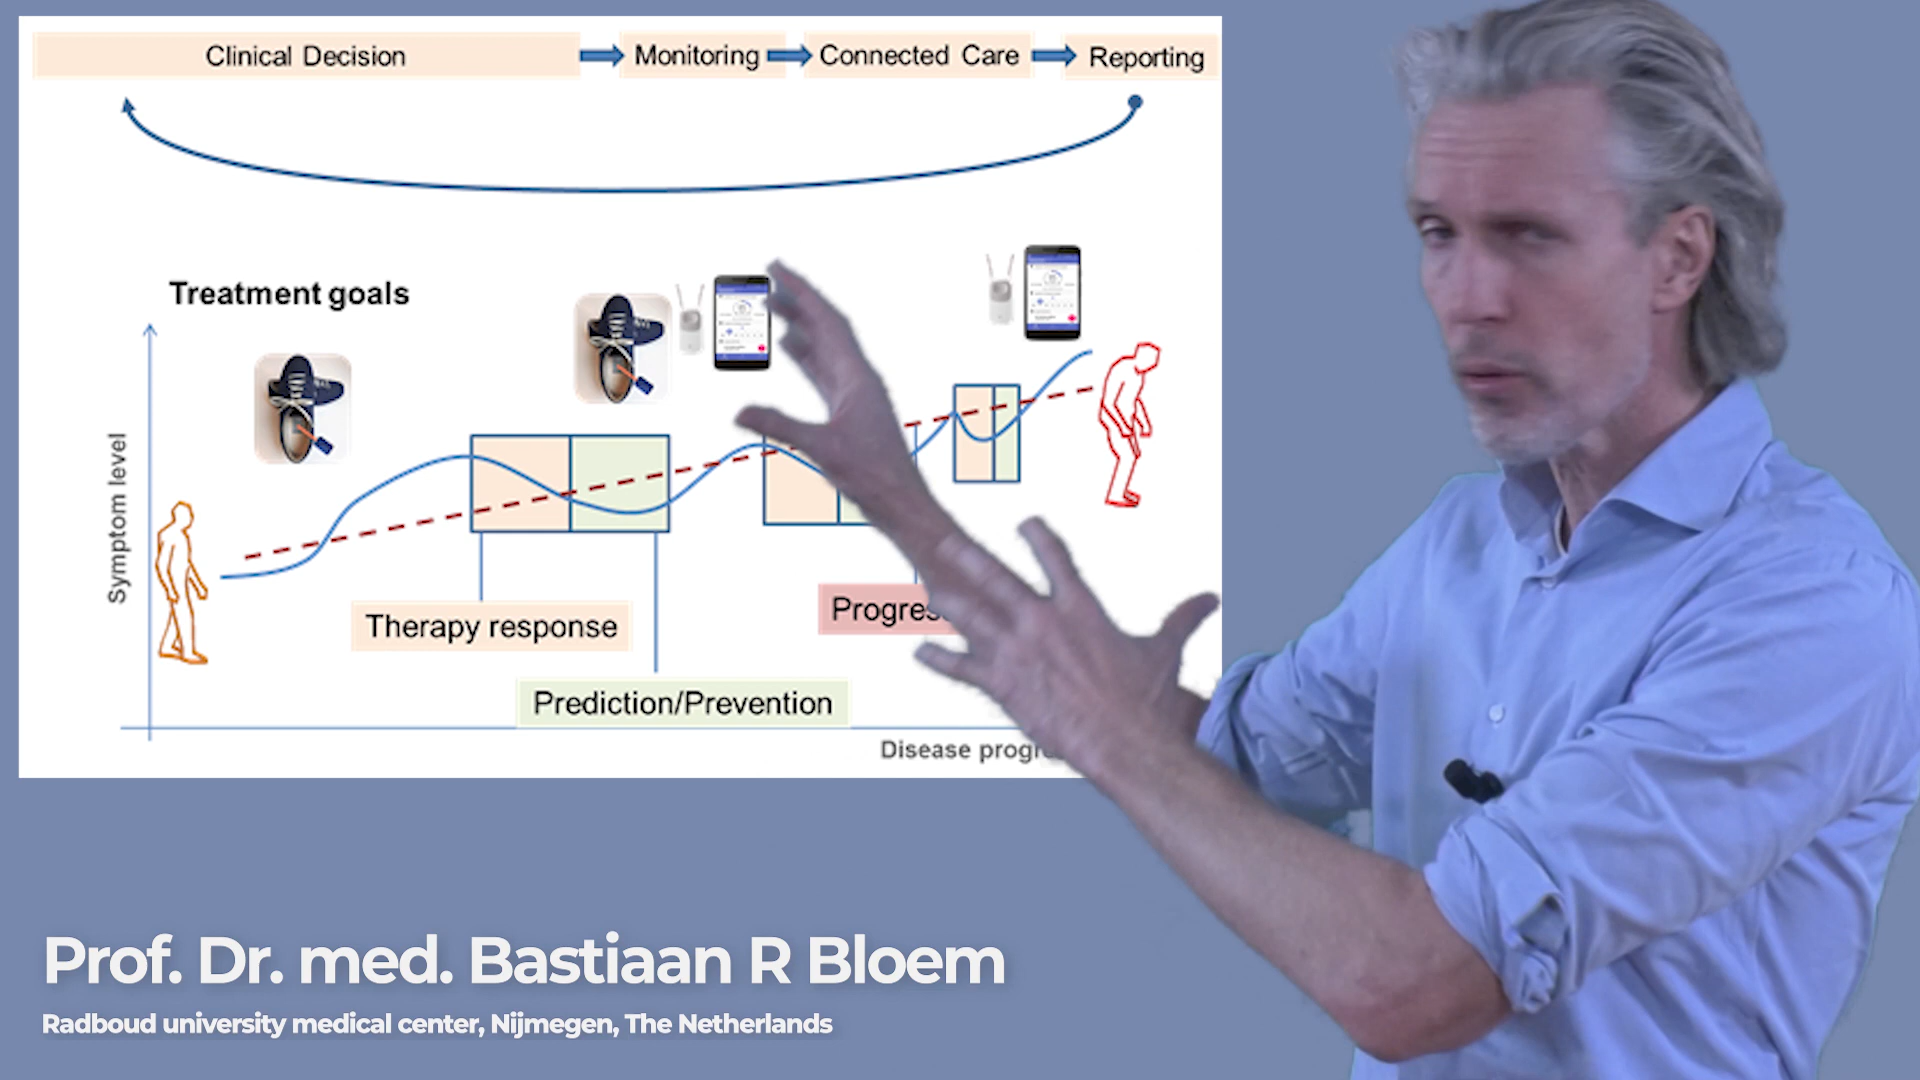 Clinical Decision
Monitoring
Connected Care
Reporting
Treatment goals
Symptom level
Therapy response
Prediction/Prevention
Disease
Prof. Dr. med. Bastiaan R Bloem
Radboud university medical center, Nijmegen, The Netherlands